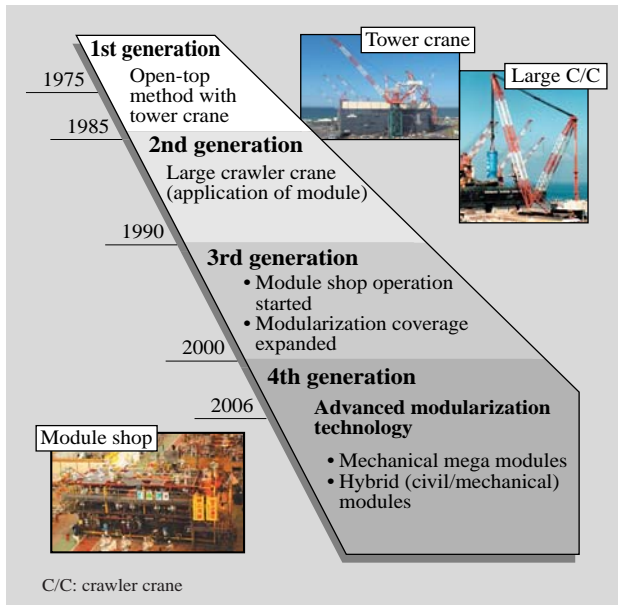 1st generation
Open-top
method with
tower crane
Tower crane
Large C/C
1975
1985
2nd generation
Large crawler crane
(application of module)
1990
3rd generation
• Module shop operation
started
• Modularization coverage
expanded
2000
4th generation
2006
Advanced modularization
technology
• Mechanical mega modules
• Hybrid (civil/mechanical)
modules
Module shop
C/C: crawler crane